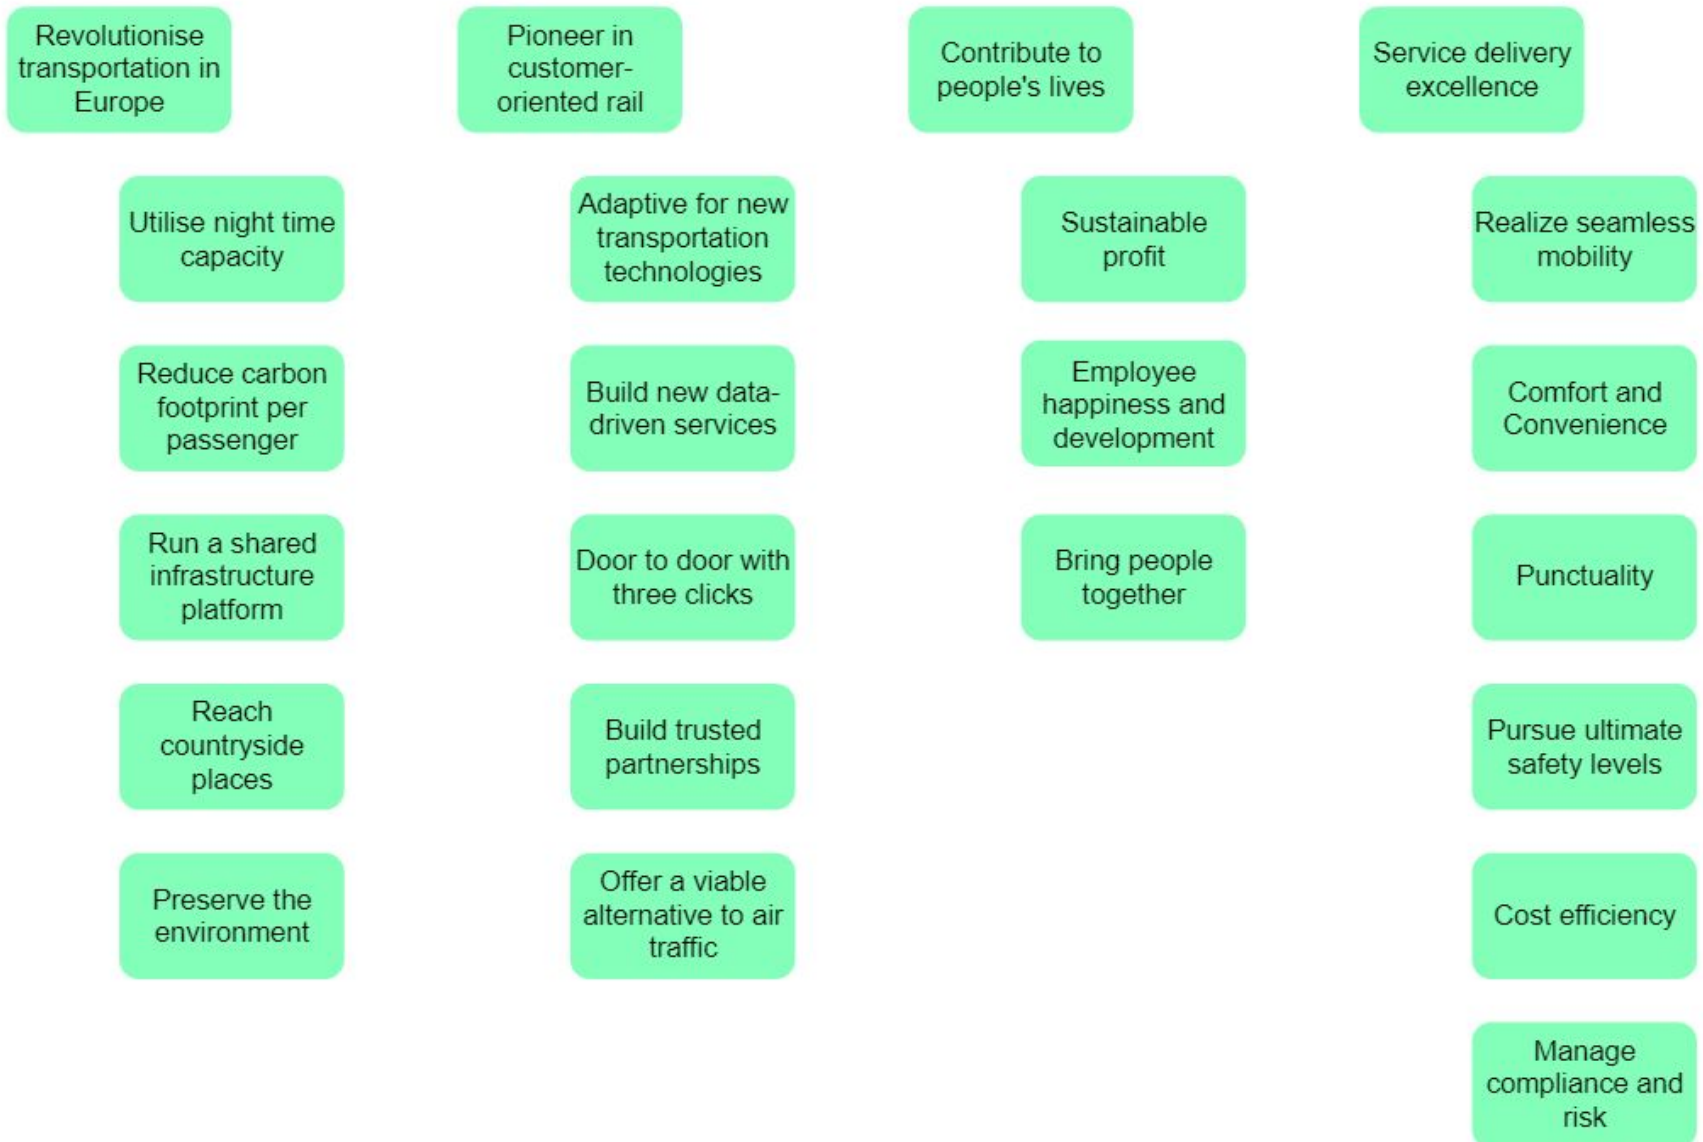 Revolutionise
transportation in
Europe
Utilise night time
capacity
Reduce carbon
footprint per
passenger
Run a shared
infrastructure
platform
Reach
countryside
places
Preserve the
environment
Pioneer in
customer-
oriented rail
Adaptive for new
transportation
technologies
Build new data-
driven services
Door to door with
three clicks
Build trusted
partnerships
Offer a viable
alternative to air
traffic
Contribute to
people's lives
Sustainable
profit
Employee
happiness and
development
Bring people
together
Service delivery
excellence
Realize seamless
mobility
Comfort and
Convenience
Punctuality
Pursue ultimate
safety levels
Cost efficiency
Manage
compliance and
risk